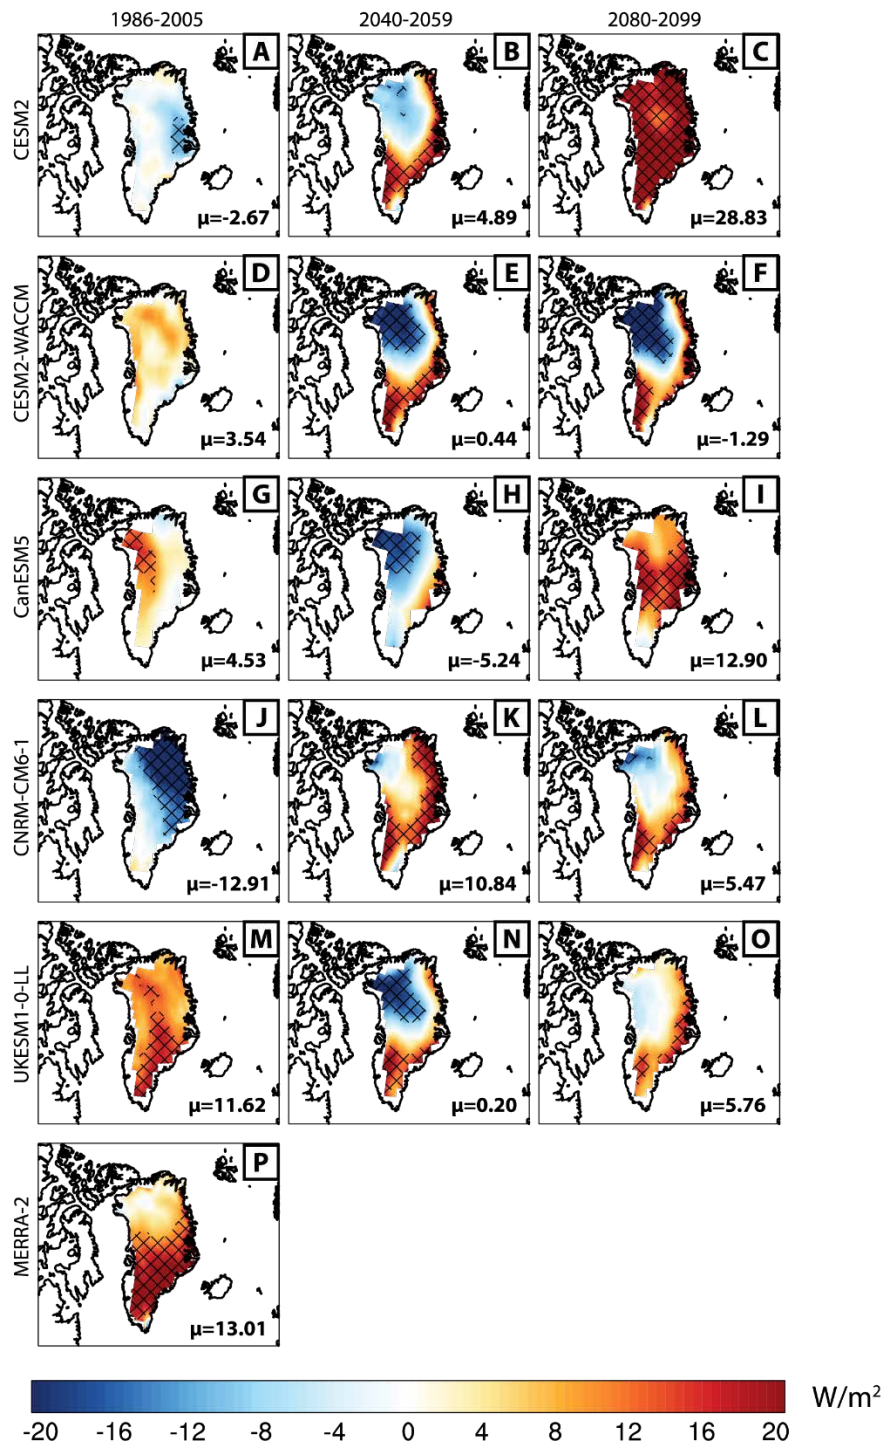 1986-2005 2040-2059 2080-2099
CESM2
A B C
μ=-2.67 μ=4.89 μ=28.83
CESM2-WACCM
D E F
μ=3.54 μ=0.44 μ=-1.29
CanESM5
G H I
μ=4.53 μ=-5.24 μ=12.90
CNRM-CM6-1
J K L
μ=-12.91 μ=10.84 μ=5.47
UKESM1-0-LL
M N O
μ=11.62 μ=0.20 μ=5.76
MERRA-2
P
μ=13.01
W/m²
-20 -16 -12 -8 -4 0 4 8 12 16 20